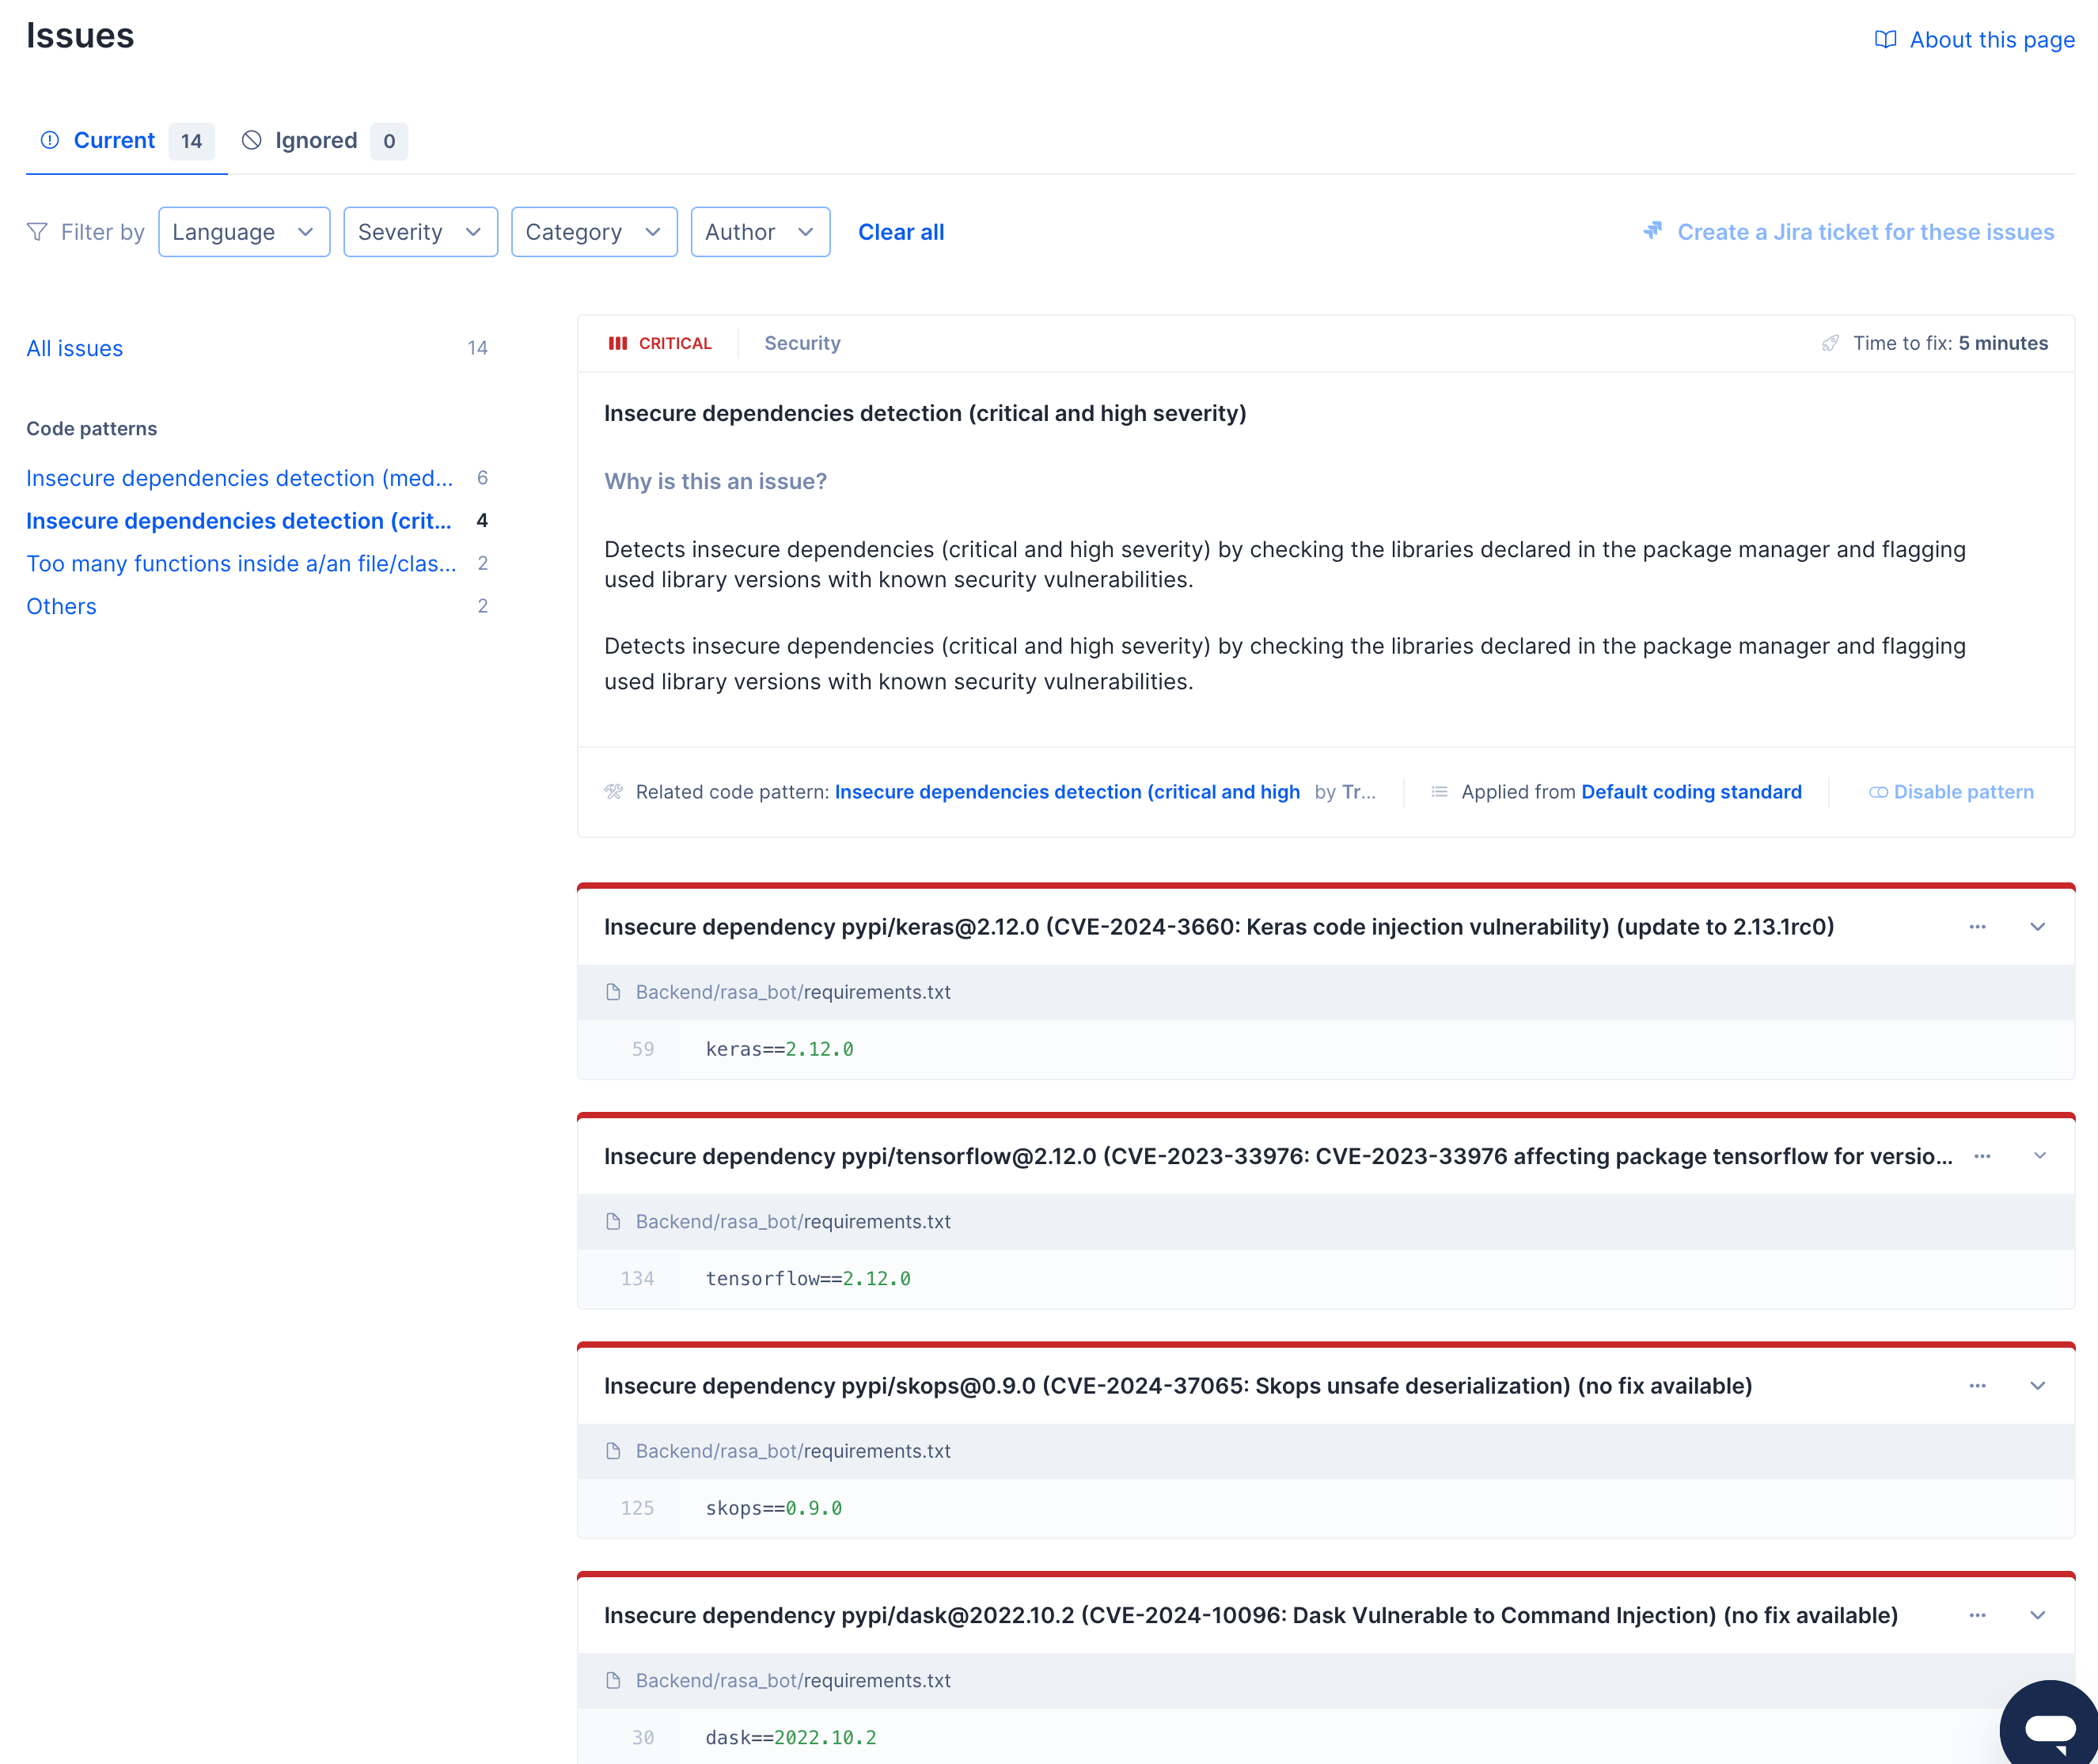 Issues
About this page
Current 14 Ignored 0
Filter by Language Severity Category Author Clear all Create a Jira ticket for these issues
All issues 14
Code patterns
Insecure dependencies detection (med... 6
Insecure dependencies detection (crit... 4
Too many functions inside a/an file/clas... 2
Others 2
CRITICAL Security Time to fix: 5 minutes
Insecure dependencies detection (critical and high severity)
Why is this an issue?
Detects insecure dependencies (critical and high severity) by checking the libraries declared in the package manager and flagging
used library versions with known security vulnerabilities.
Detects insecure dependencies (critical and high severity) by checking the libraries declared in the package manager and flagging
used library versions with known security vulnerabilities.
Related code pattern: Insecure dependencies detection (critical and high by Tr... Applied from Default coding standard Disable pattern
Insecure dependency pypi/keras@2.12.0 (CVE-2024-3660: Keras code injection vulnerability) (update to 2.13.1rc0)
Backend/rasa_bot/requirements.txt
59 keras==2.12.0
Insecure dependency pypi/tensorflow@2.12.0 (CVE-2023-33976: CVE-2023-33976 affecting package tensorflow for versio...
Backend/rasa_bot/requirements.txt
134 tensorflow==2.12.0
Insecure dependency pypi/skops@0.9.0 (CVE-2024-37065: Skops unsafe deserialization) (no fix available)
Backend/rasa_bot/requirements.txt
125 skops==0.9.0
Insecure dependency pypi/dask@2022.10.2 (CVE-2024-10096: Dask Vulnerable to Command Injection) (no fix available)
Backend/rasa_bot/requirements.txt
30 dask==2022.10.2